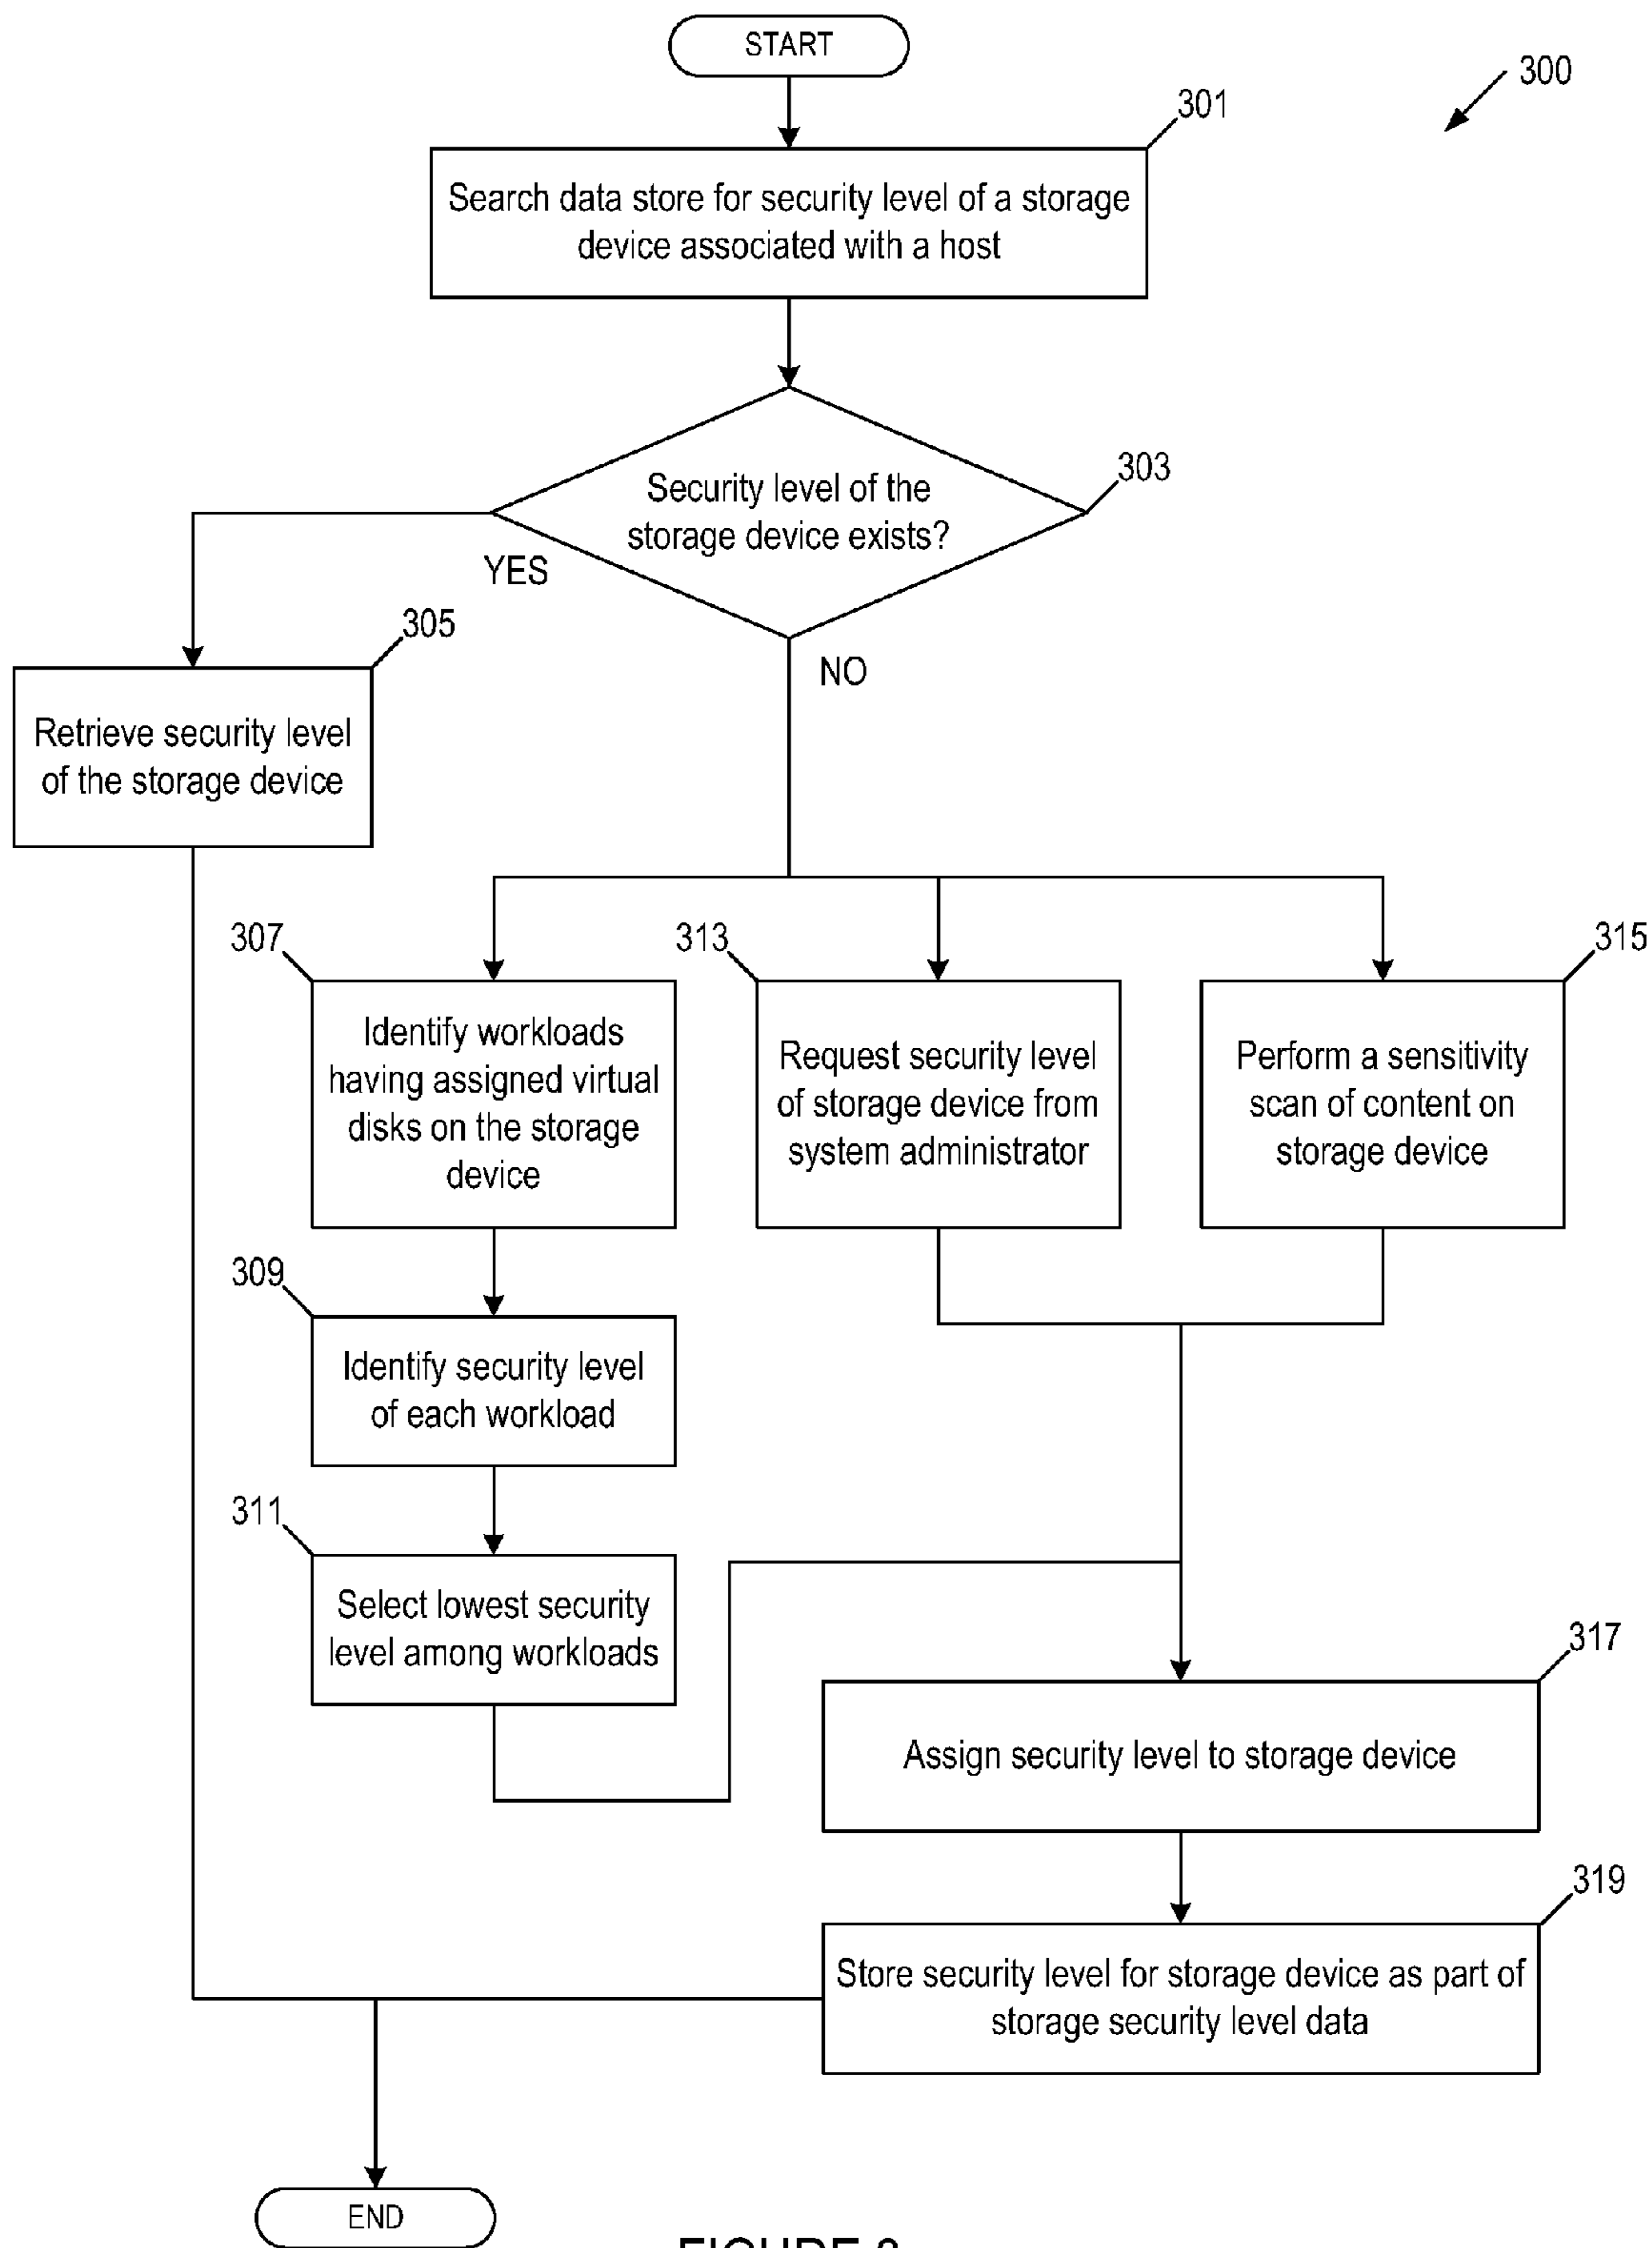 START
300
301
Search data store for security level of a storage
device associated with a host
303
Security level of the
storage device exists?
YES
NO
305
Retrieve security level
of the storage device
307
Identify workloads
having assigned virtual
disks on the storage
device
313
Request security level
of storage device from
system administrator
315
Perform a sensitivity
scan of content on
storage device
309
Identify security level
of each workload
311
Select lowest security
level among workloads
317
Assign security level to storage device
319
Store security level for storage device as part of
storage security level data
END
FIGURE